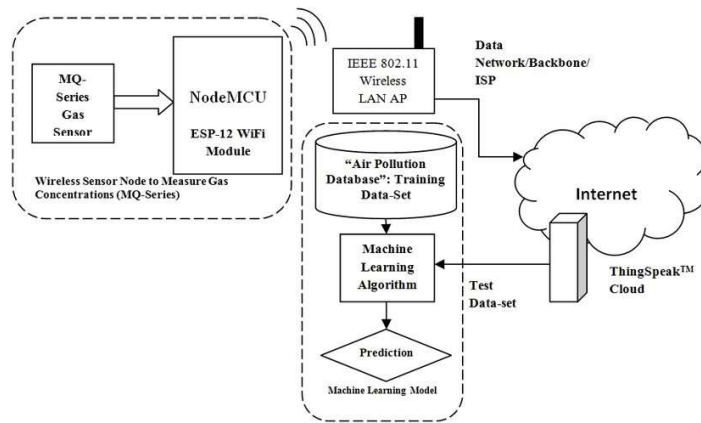 MQ-
Series
Gas
Sensor
NodeMCU
ESP-12 WiFi
Module
Wireless Sensor Node to Measure Gas
Concentrations (MQ-Series)
IEEE 802.11
Wireless
LAN AP
Data
Network/Backbone/
ISP
“Air Pollution
Database”: Training
Data-Set
Machine
Learning
Algorithm
Prediction
Machine Learning Model
Internet
Test
Data-set
ThingSpeak™
Cloud